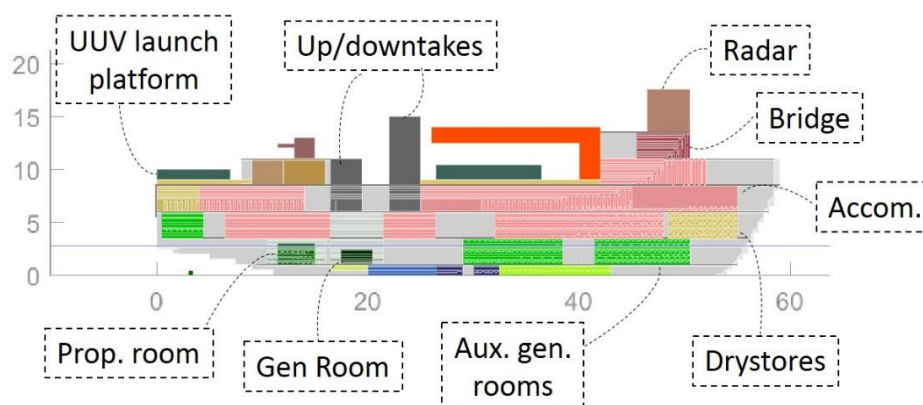 UUV launch
platform
Up/downtakes
Radar
Bridge
Accom.
20
15
10
5
0
0
20
40
60
Prop. room
Gen Room
Aux. gen.
rooms
Drystores